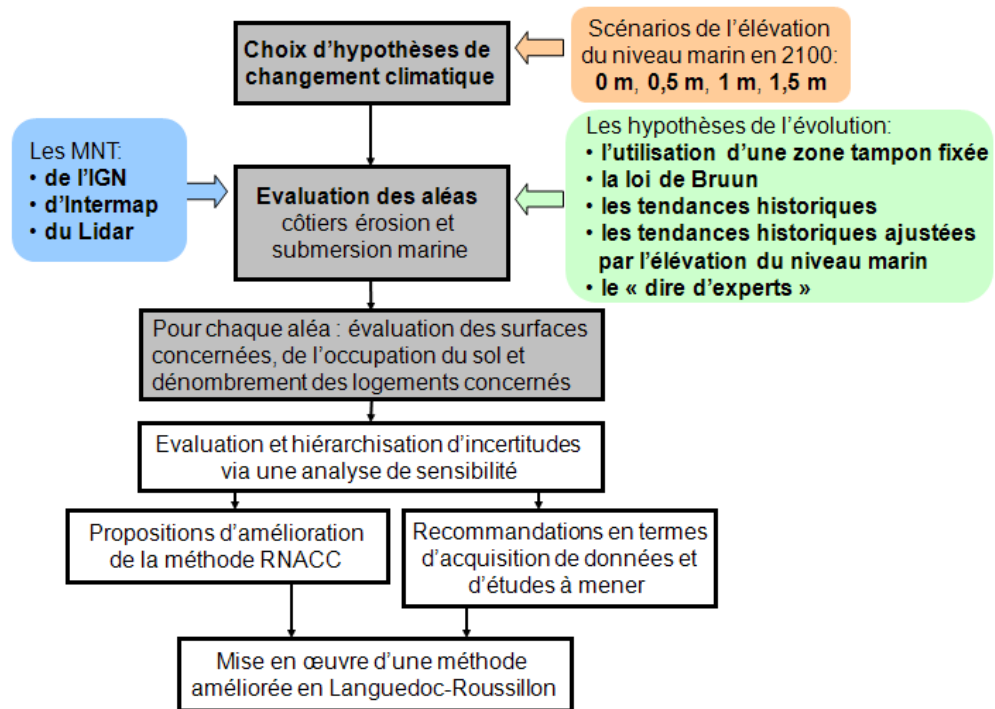 Choix d'hypothèses de
changement climatique
Scénarios de l'élévation
du niveau marin en 2100:
0 m, 0,5 m, 1 m, 1,5 m
Les MNT:
• de l'IGN
• d'Intermap
• du Lidar
Evaluation des aléas
côtiers érosion et
submersion marine
Les hypothèses de l'évolution:
• l'utilisation d'une zone tampon fixée
• la loi de Bruun
• les tendances historiques
• les tendances historiques ajustées
par l'élévation du niveau marin
• le « dire d'experts »
Pour chaque aléa : évaluation des surfaces
concernées, de l'occupation du sol et
dénombrement des logements concernés
Evaluation et hiérarchisation d'incertitudes
via une analyse de sensibilité
Propositions d'amélioration
de la méthode RNACC
Recommandations en termes
d'acquisition de données et
d'études à mener
Mise en œuvre d'une méthode
améliorée en Languedoc-Roussillon